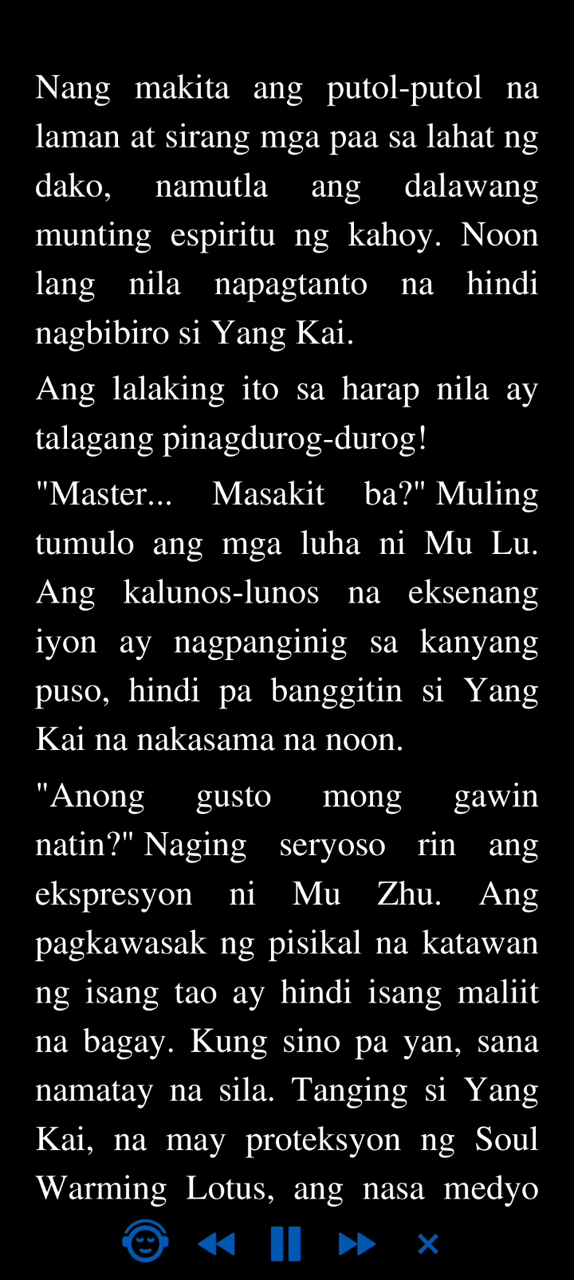 Nang makita ang putol-putol na
laman at sirang mga paa sa lahat ng
dako, namutla ang dalawang
munting espiritu ng kahoy. Noon
lang nila napagtanto na hindi
nagbibiro si Yang Kai.
Ang lalaking ito sa harap nila ay
talagang pinagdurog-durog!
"Master... Masakit ba?" Muling
tumulo ang mga luha ni Mu Lu.
Ang kalunos-lunos na eksenang
iyon ay nagpanginig sa kanyang
puso, hindi pa banggitin si Yang
Kai na nakasama na noon.
"Anong gusto mong gawin
natin?" Naging seryoso rin ang
ekspresyon ni Mu Zhu. Ang
pagkawasak ng pisikal na katawan
ng isang tao ay hindi isang maliit
na bagay. Kung sino pa yan, sana
namatay na sila. Tanging si Yang
Kai, na may proteksyon ng Soul
Warming Lotus, ang nasa medyo